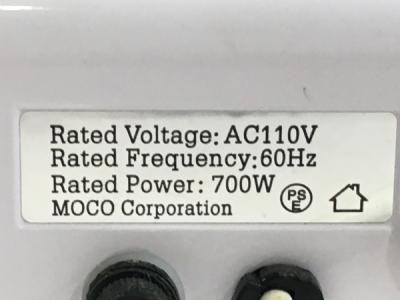 Rated Voltage: AC110V
Rated Frequency:60Hz
Rated Power: 700W
PS
E
MOCO Corporation